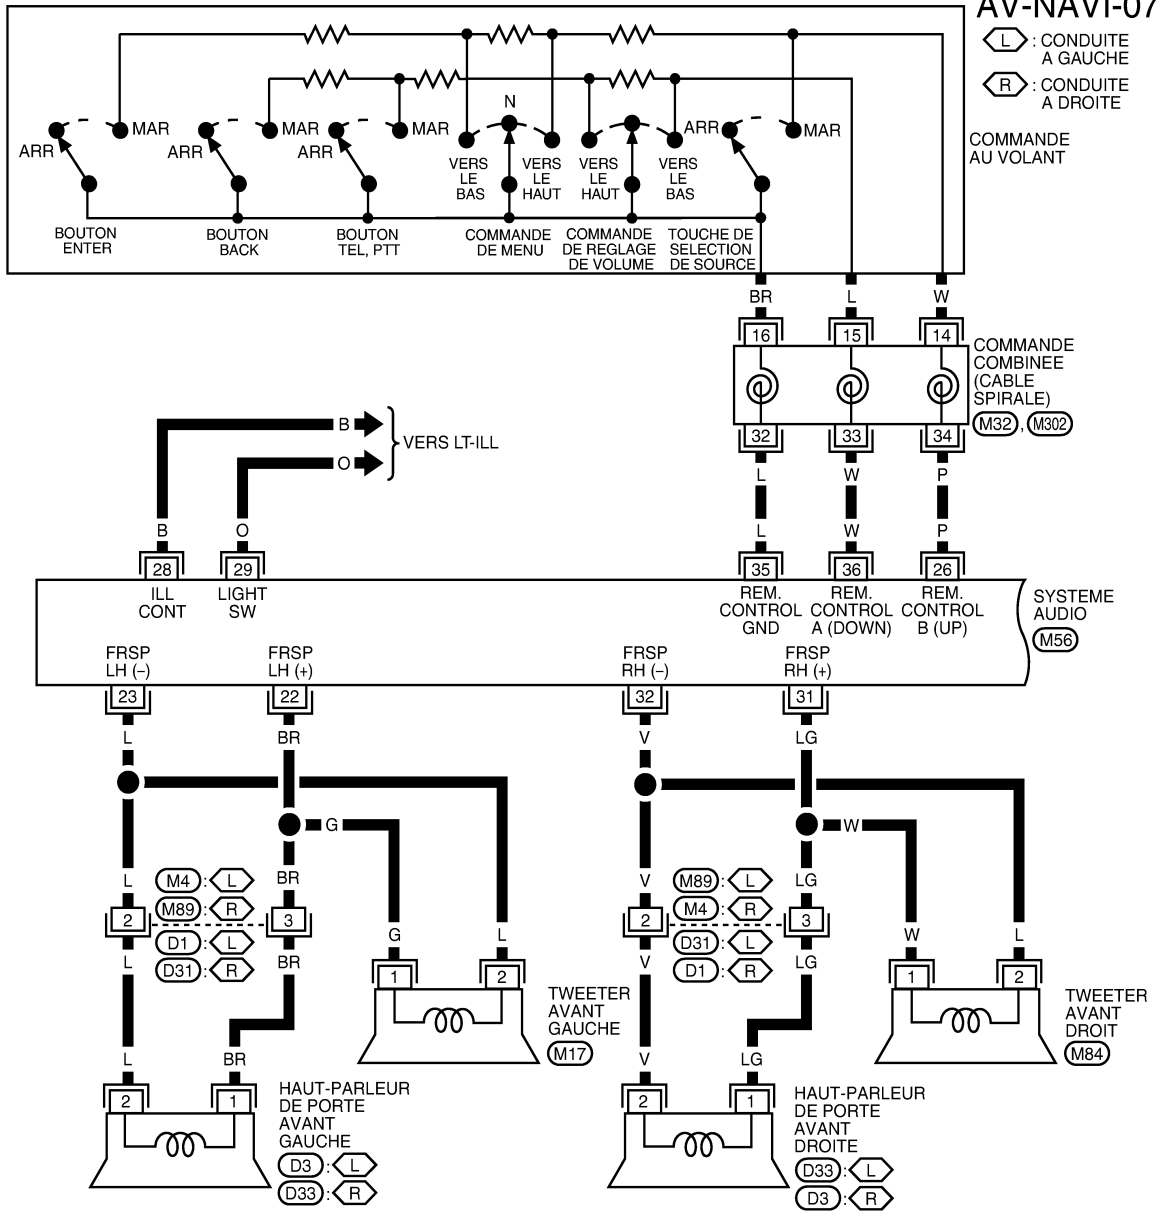 AV-NAVI-07
L : CONDUITE
A GAUCHE
R : CONDUITE
A DROITE
COMMANDE
AU VOLANT
N
MAR
MAR
MAR
ARR
MAR
ARR
ARR
ARR
VERS
LE
BAS
VERS
LE
HAUT
VERS
LE
HAUT
VERS
LE
BAS
BOUTON
ENTER
BOUTON
BACK
BOUTON
TEL, PTT
COMMANDE
DE MENU
COMMANDE
DE REGLAGE
DE VOLUME
TOUCHE DE
SELECTION
DE SOURCE
BR L W
16 15 14
COMMANDE
COMBINEE
(CABLE
SPIRALE)
M32 , M302
32 33 34
L W P
B
O
VERS LT-ILL
B O L W P
28 29 35 36 26
ILL
CONT
LIGHT
SW
REM.
CONTROL
GND
REM.
CONTROL
A (DOWN)
REM.
CONTROL
B (UP)
SYSTEME
AUDIO
M56
FRSP
LH (–)
FRSP
LH (+)
FRSP
RH (–)
FRSP
RH (+)
23 22 32 31
L BR V LG
G W
L M4 : L BR V M89 : L LG
M89 : R M4 : R
2 3 2 3
D1 : L D31 : L
L D31 : R BR V D1 : R LG
G L W L
1 2 1 2
TWEETER
AVANT
GAUCHE
M17
TWEETER
AVANT
DROIT
M84
L BR V LG
2 1 2 1
HAUT-PARLEUR
DE PORTE
AVANT
GAUCHE
D3 : L
D33 : R
HAUT-PARLEUR
DE PORTE
AVANT
DROITE
D33 : L
D3 : R